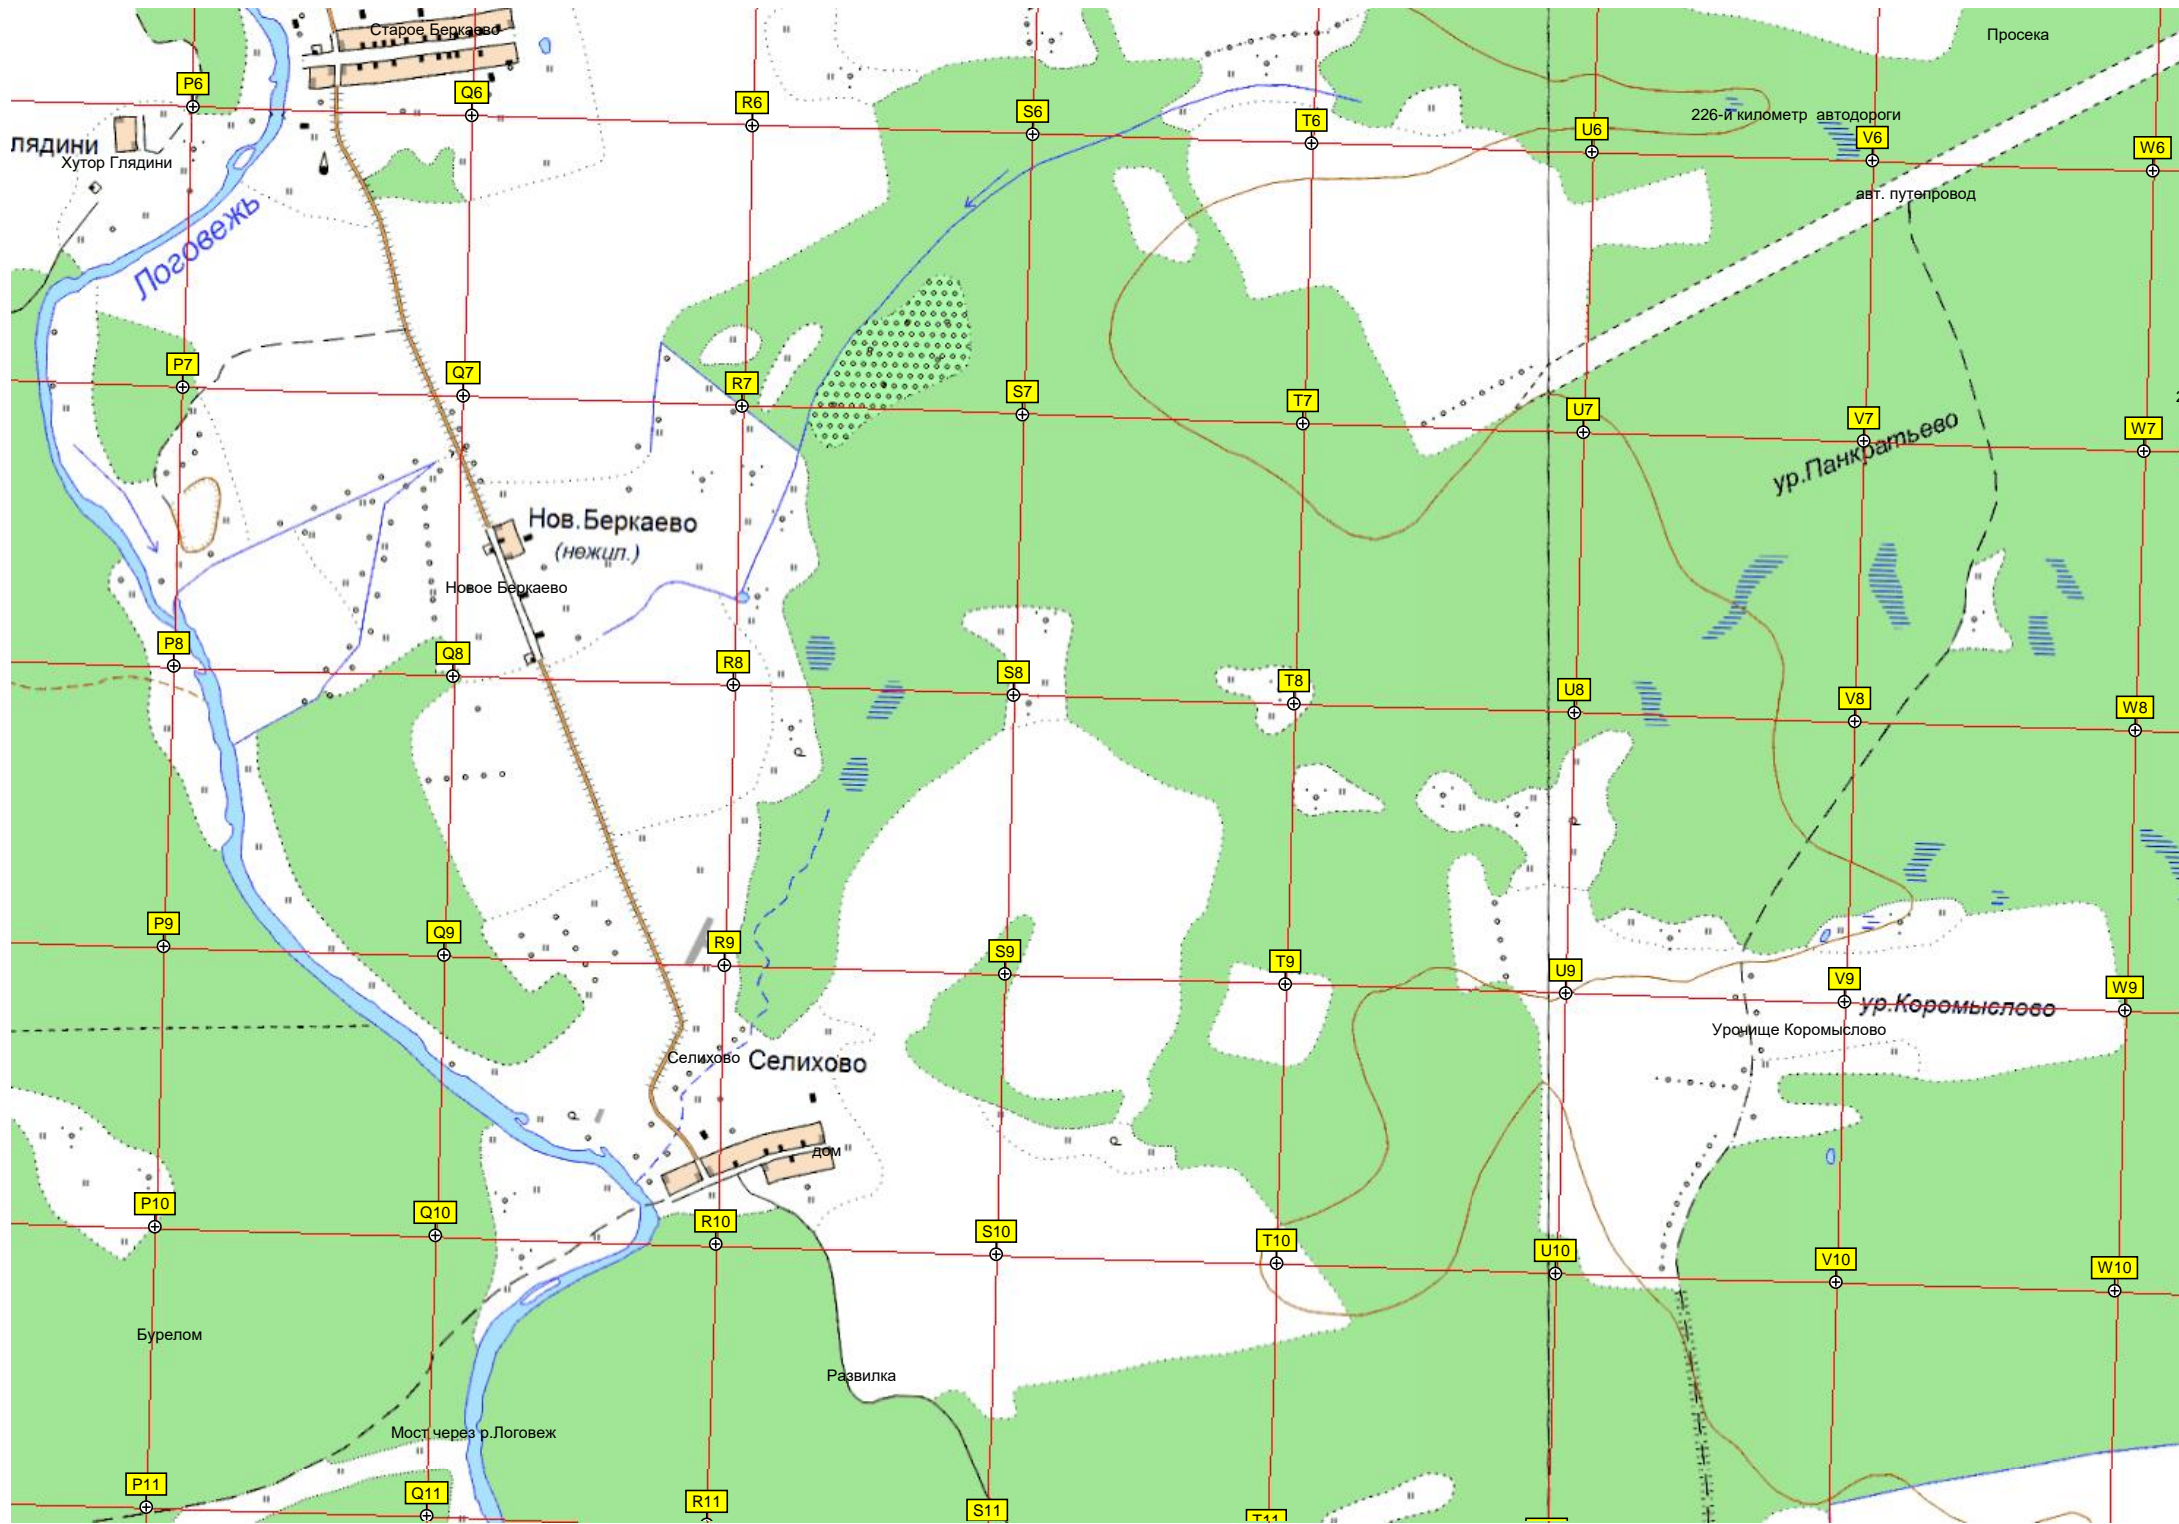 Старое Беркаево
Просека
P6
Q6
R6
S6
T6
226-й километр автодороги
U6
V6
W6
лядини
Хутор Глядини
авт. путепровод
Логовежь
P7
Q7
R7
S7
T7
U7
V7
W7
ур.Панкратьево
Нов.Беркаево
(нежил.)
Новое Беркаево
P8
Q8
R8
S8
T8
U8
V8
W8
P9
Q9
R9
S9
T9
U9
V9
W9
ур.Коромыслово
Урочище Коромыслово
Селихово
Селихово
дом
P10
Q10
R10
S10
T10
U10
V10
W10
Бурелом
Развилка
Мост через р.Логовеж
P11
Q11
R11
S11
T11